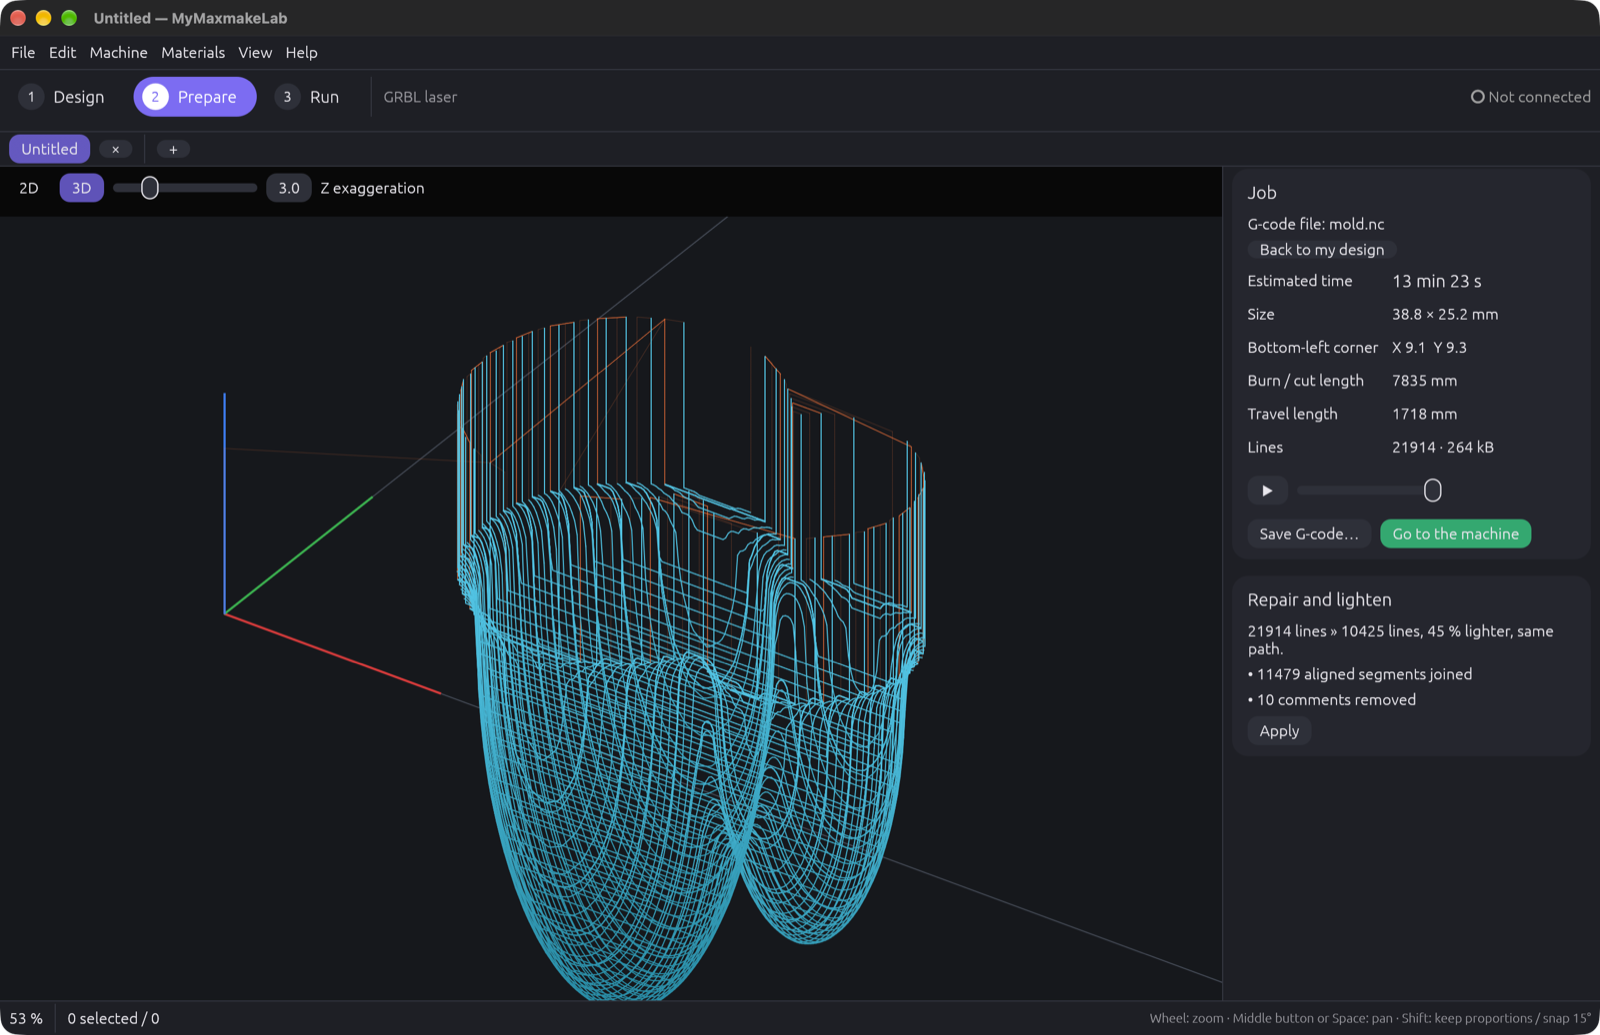 Untitled — MyMaxmakeLab
File Edit Machine Materials View Help
1 Design 2 Prepare 3 Run GRBL laser Not connected
Untitled × +
2D 3D 3.0 Z exaggeration
Job
G-code file: mold.nc
Back to my design
Estimated time 13 min 23 s
Size 38.8 × 25.2 mm
Bottom-left corner X 9.1 Y 9.3
Burn / cut length 7835 mm
Travel length 1718 mm
Lines 21914 · 264 kB
Save G-code... Go to the machine
Repair and lighten
21914 lines » 10425 lines, 45 % lighter, same
path.
• 11479 aligned segments joined
• 10 comments removed
Apply
53 % 0 selected / 0 Wheel: zoom · Middle button or Space: pan · Shift: keep proportions / snap 15°